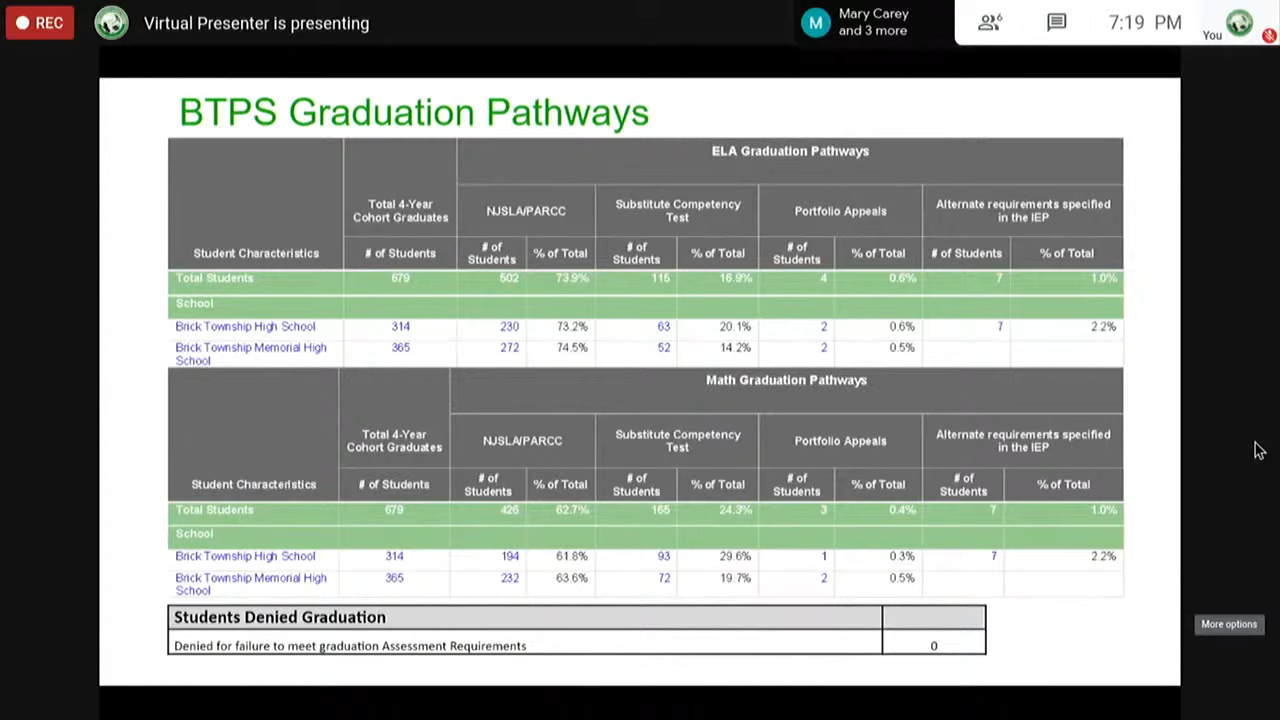 REC
Virtual Presenter is presenting
M
Mary Carey
and 3 more
6
7:19 PM
You
BTPS Graduation Pathways
ELA Graduation Pathways
Total 4-Year
Cohort Graduates
NJSLA/PARCC
Substitute Competency
Test
Portfolio Appeals
Alternate requirements specified
in the IEP
Student Characteristics
# of Students
# of
Students
% of Total
# of
Students
% of Total
# of
Students
% of Total
# of Students
% of Total
Total Students 679 502 73.9% 115 16.9% 4 0.6% 7 1.0%
School
Brick Township High School 314 230 73.2% 63 20.1% 2 0.6% 7 2.2%
Brick Township Memorial High
School
365 272 74.5% 52 14.2% 2 0.5%
Math Graduation Pathways
Total 4-Year
Cohort Graduates
NJSLA/PARCC
Substitute Competency
Test
Portfolio Appeals
Alternate requirements specified
in the IEP
Student Characteristics
# of Students
# of
Students
% of Total
# of
Students
% of Total
# of
Students
% of Total
# of
Students
% of Total
Total Students 679 426 62.7% 165 24.3% 3 0.4% 7 1.0%
School
Brick Township High School 314 194 61.8% 93 29.6% 1 0.3% 7 2.2%
Brick Township Memorial High
School
365 232 63.6% 72 19.7% 2 0.5%
Students Denied Graduation
Denied for failure to meet graduation Assessment Requirements 0
More options